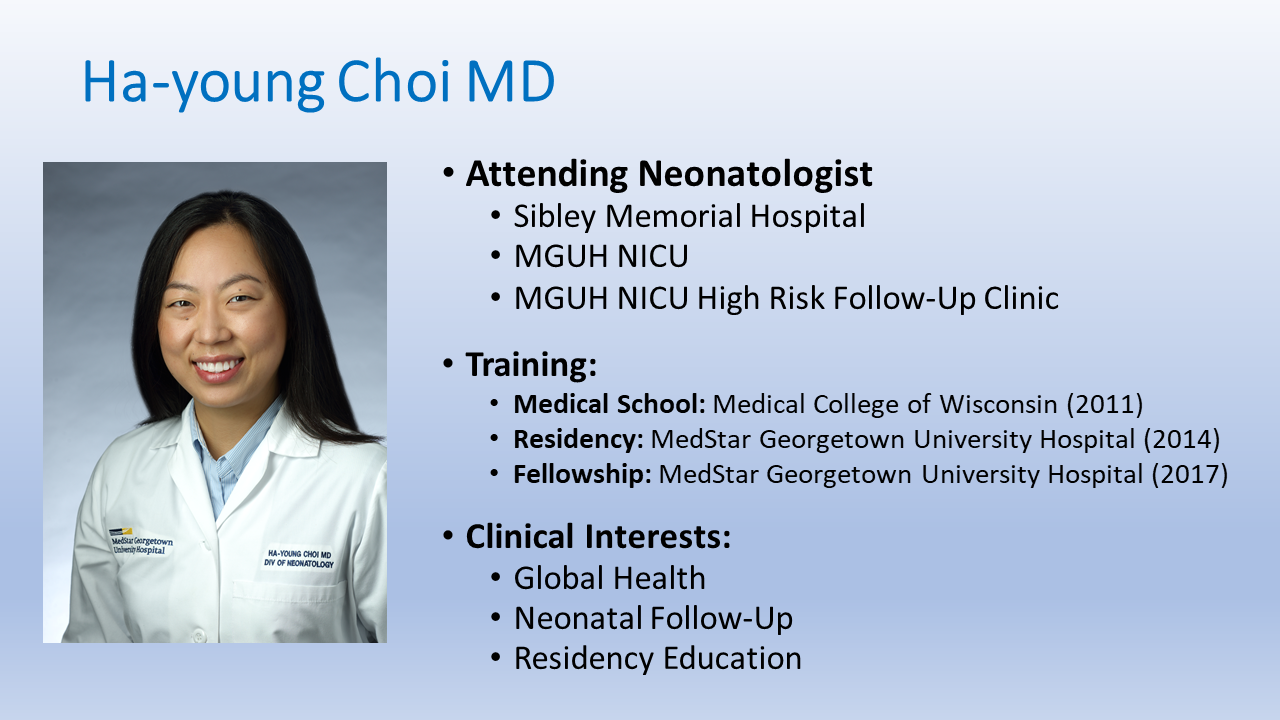 Ha-young Choi MD
• Attending Neonatologist
• Sibley Memorial Hospital
• MGUH NICU
• MGUH NICU High Risk Follow-Up Clinic
• Training:
• Medical School: Medical College of Wisconsin (2011)
• Residency: MedStar Georgetown University Hospital (2014)
• Fellowship: MedStar Georgetown University Hospital (2017)
• Clinical Interests:
• Global Health
• Neonatal Follow-Up
• Residency Education
MedStar Georgetown
University Hospital
HA-YOUNG CHOI MD
DIV OF NEONATOLOGY